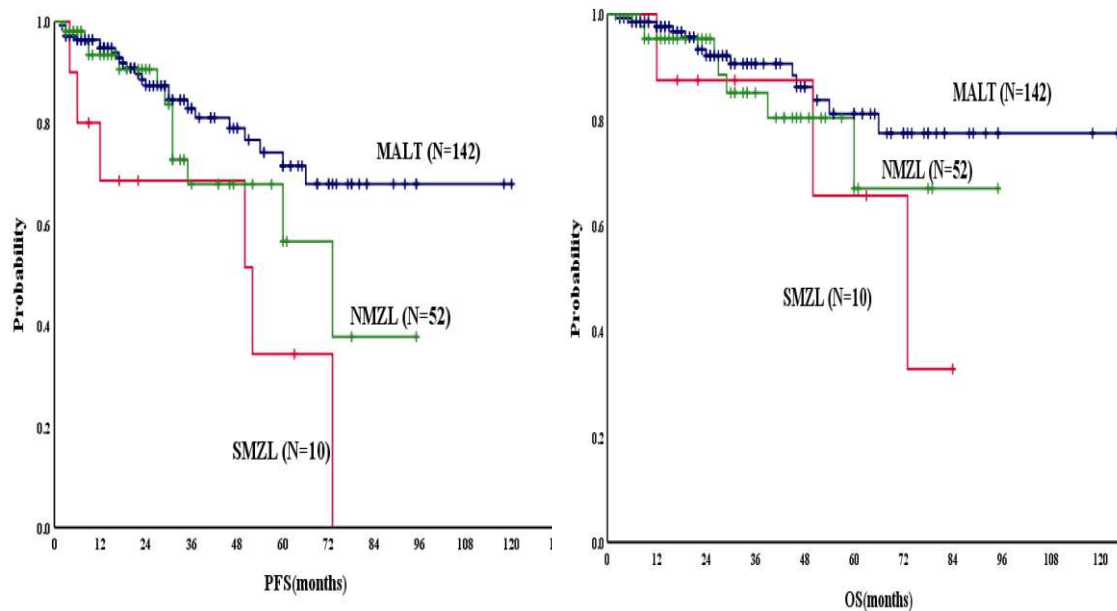 1.0
0.8
0.6
0.4
0.2
0.0
Probability
MALT (N=142)
NMZL (N=52)
SMZL (N=10)
0 12 24 36 48 60 72 84 96 108 120 1
PFS(months)
1.0
0.8
0.6
0.4
0.2
0.0
Probability
MALT (N=142)
NMZL (N=52)
SMZL (N=10)
0 12 24 36 48 60 72 84 96 108 120
OS(months)